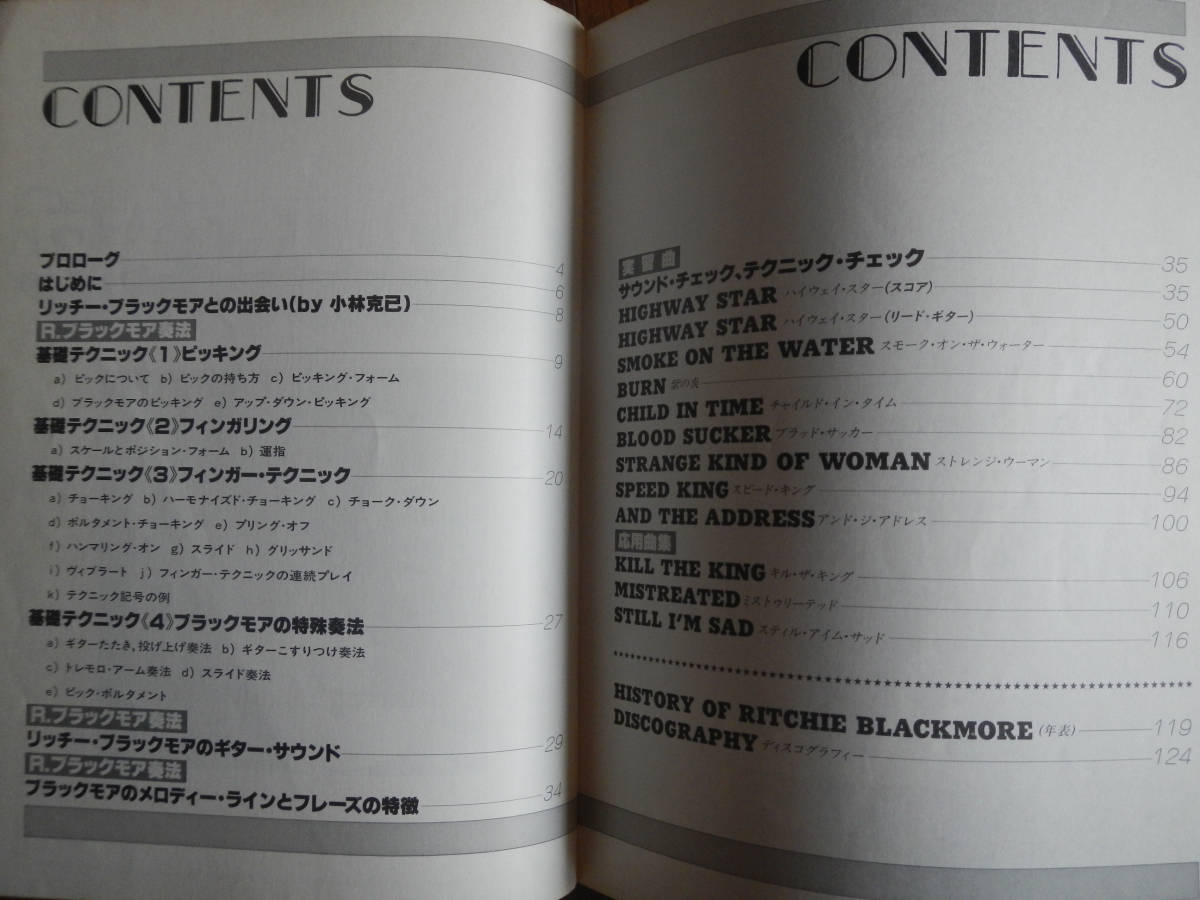 CONTENTS
プロローグ 4
はじめに 6
リッチー・ブラックモアとの出会い(by 小林克己) 8
R.ブラックモア奏法
基礎テクニック《1》ピッキング 9
a) ピックについて b) ピックの持ち方 c) ピッキング・フォーム
d) ブラックモアのピッキング e) アップ・ダウン・ピッキング
基礎テクニック《2》フィンガリング 14
a) スケールとポジション・フォーム b) 運指
基礎テクニック《3》フィンガー・テクニック 20
a) チョーキング b) ハーモナイズド・チョーキング c) チョーク・ダウン
d) ポルタメント・チョーキング e) プリング・オフ
f) ハンマリング・オン g) スライド h) グリッサンド
i) ヴィブラート j) フィンガー・テクニックの連続プレイ
k) テクニック記号の例
基礎テクニック《4》ブラックモアの特殊奏法 27
a) ギターたたき,投げ上げ奏法 b) ギターこすりつけ奏法
c) トレモロ・アーム奏法 d) スライド奏法
e) ピック・ポルタメント
R.ブラックモア奏法
リッチー・ブラックモアのギター・サウンド 29
R.ブラックモア奏法
ブラックモアのメロディー・ラインとフレーズの特徴 34
CONTENTS
実習曲
サウンド・チェック、テクニック・チェック 35
HIGHWAY STAR ハイウェイ・スター(スコア) 35
HIGHWAY STAR ハイウェイ・スター(リード・ギター) 50
SMOKE ON THE WATER スモーク・オン・ザ・ウォーター 54
BURN 紫の炎 60
CHILD IN TIME チャイルド・イン・タイム 72
BLOOD SUCKER ブラッド・サッカー 82
STRANGE KIND OF WOMAN ストレンジ・ウーマン 86
SPEED KING スピード・キング 94
AND THE ADDRESS アンド・ジ・アドレス 100
応用曲集
KILL THE KING キル・ザ・キング 106
MISTREATED ミストゥリーテッド 110
STILL I'M SAD スティル・アイム・サッド 116
HISTORY OF RITCHIE BLACKMORE (年表) 119
DISCOGRAPHY ディスコグラフィー 124